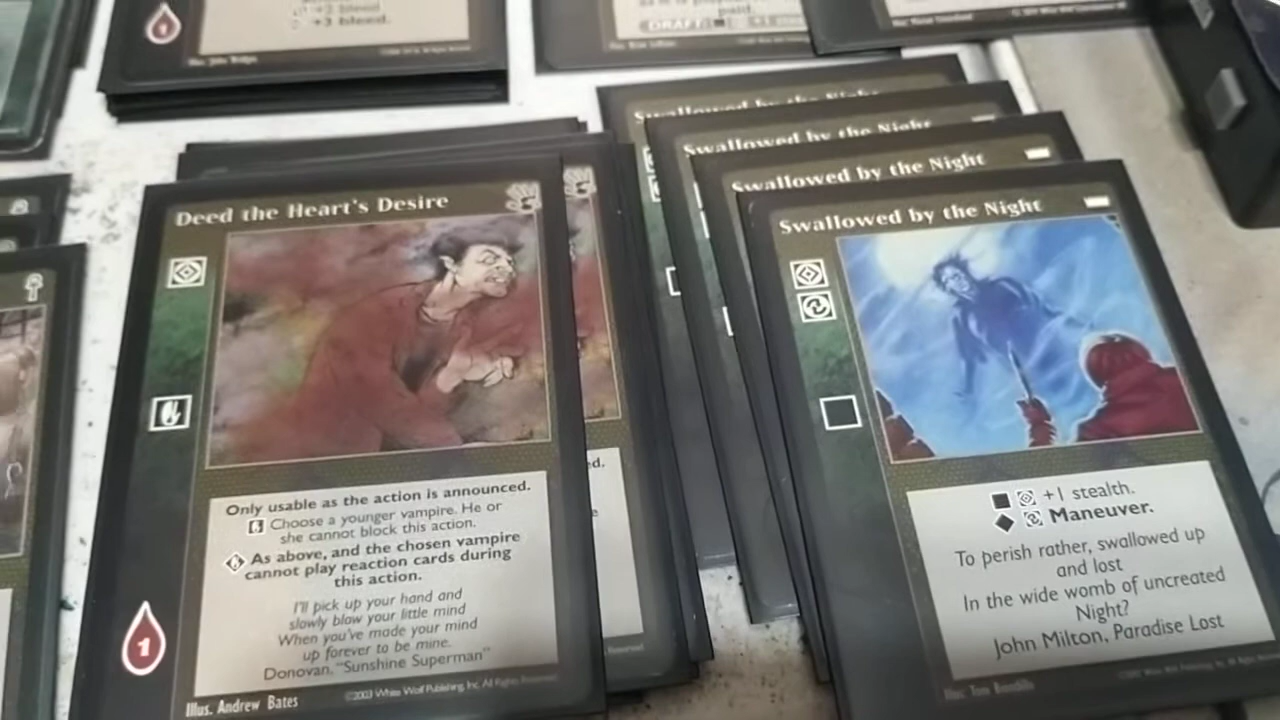 +2 bleed
+3 bleed.
paid.
DRAFT:
Swallowed by the Night
Swallowed by the Night
Swallowed by the Night
Swallowed by the Night
+1 stealth.
Maneuver.
To perish rather, swallowed up
and lost
In the wide womb of uncreated
Night?
John Milton, Paradise Lost
Deed the Heart's Desire
Only usable as the action is announced.
Choose a younger vampire. He or
she cannot block this action.
As above, and the chosen vampire
cannot play reaction cards during
this action.
I'll pick up your hand and
slowly blow your little mind
When you've made your mind
up forever to be mine.
Donovan, "Sunshine Superman"
1
Illus. Andrew Bates
©2003 White Wolf Publishing, Inc. All Rights Reserved